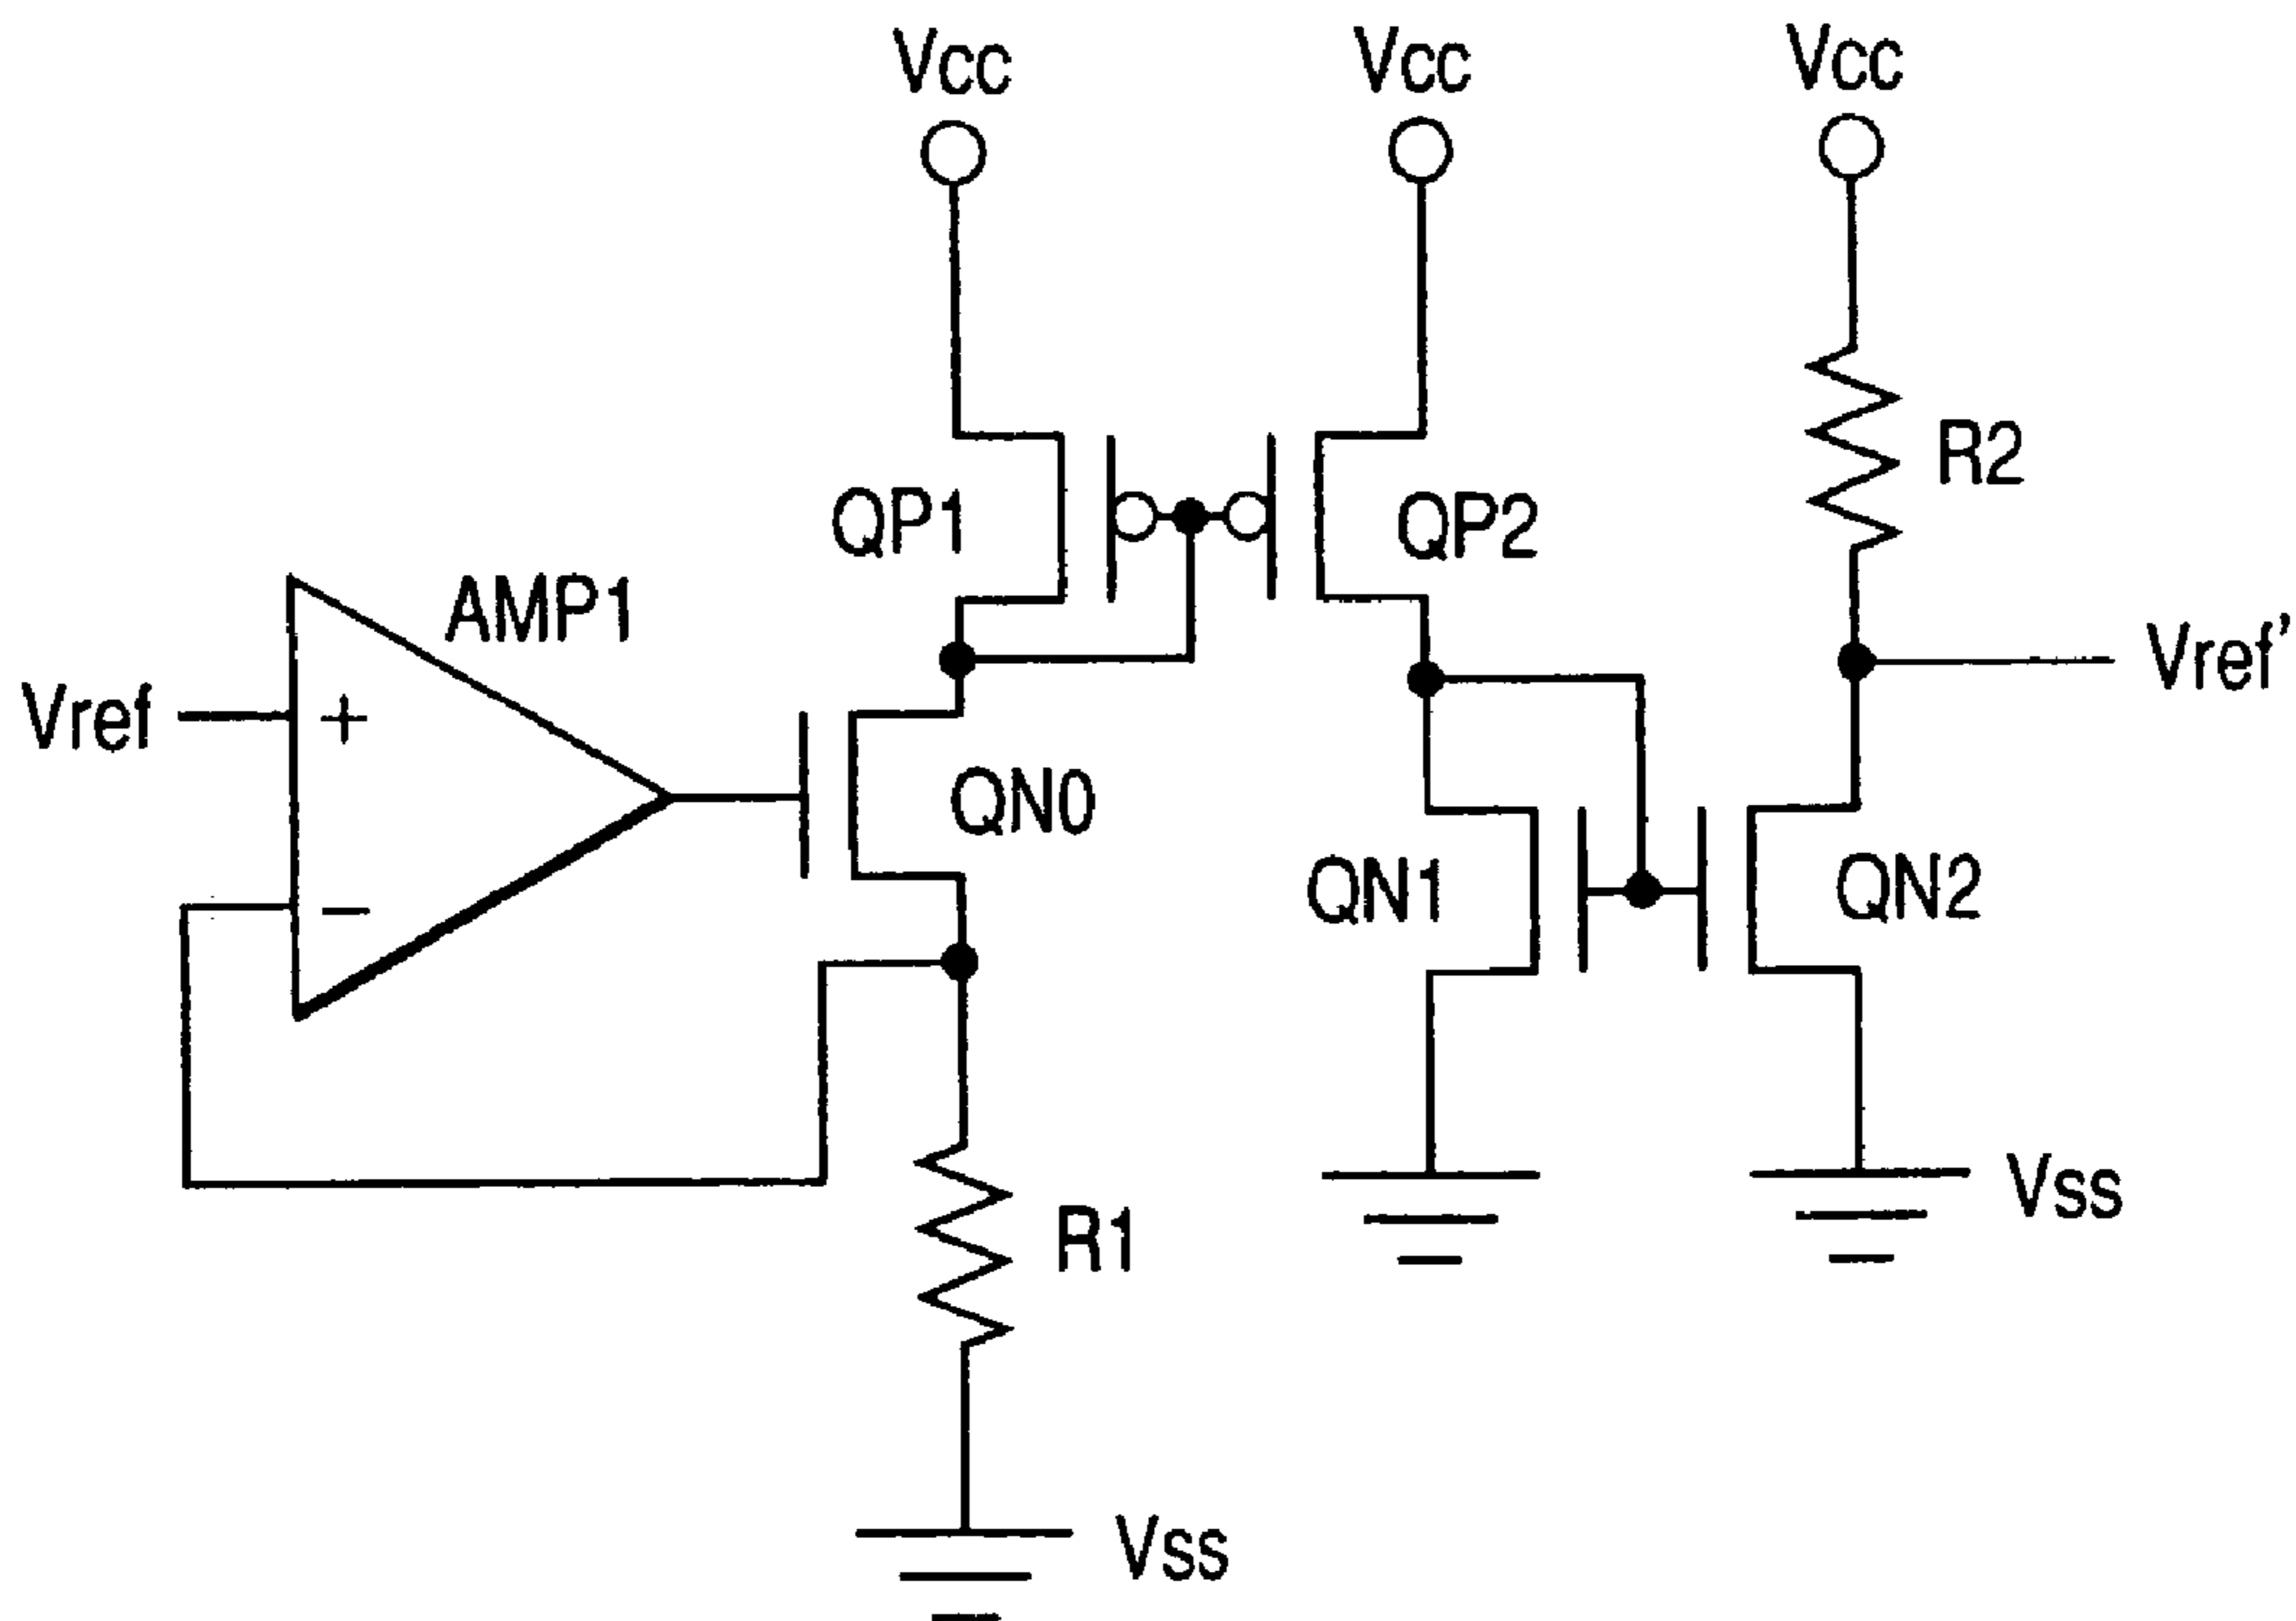 Vcc
Vcc
Vcc
R2
QP1
QP2
AMP1
Vref
+
Vref'
QN0
QN1
QN2
−
Vss
R1
Vss